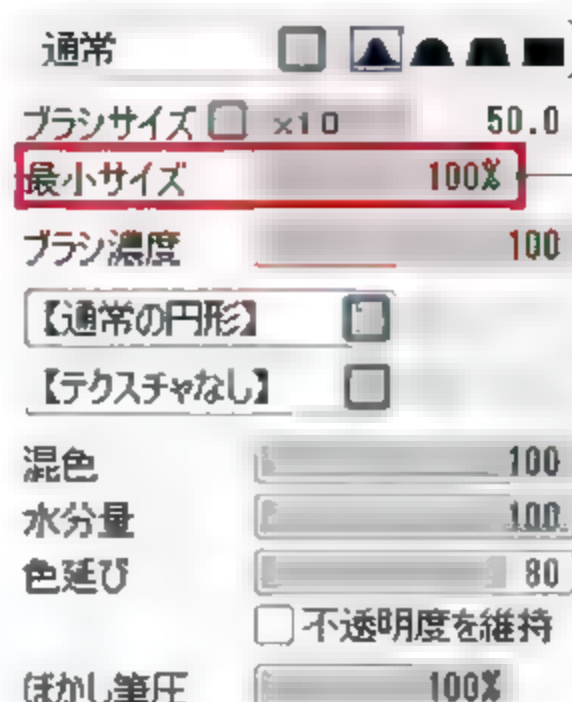 通常
ブラシサイズ ×10 50.0
最小サイズ 100%
ブラシ濃度 100
【通常の円形】
【テクスチャなし】
混色 100
水分量 100
色延び 80
不透明度を維持
ぼかし筆圧 100%